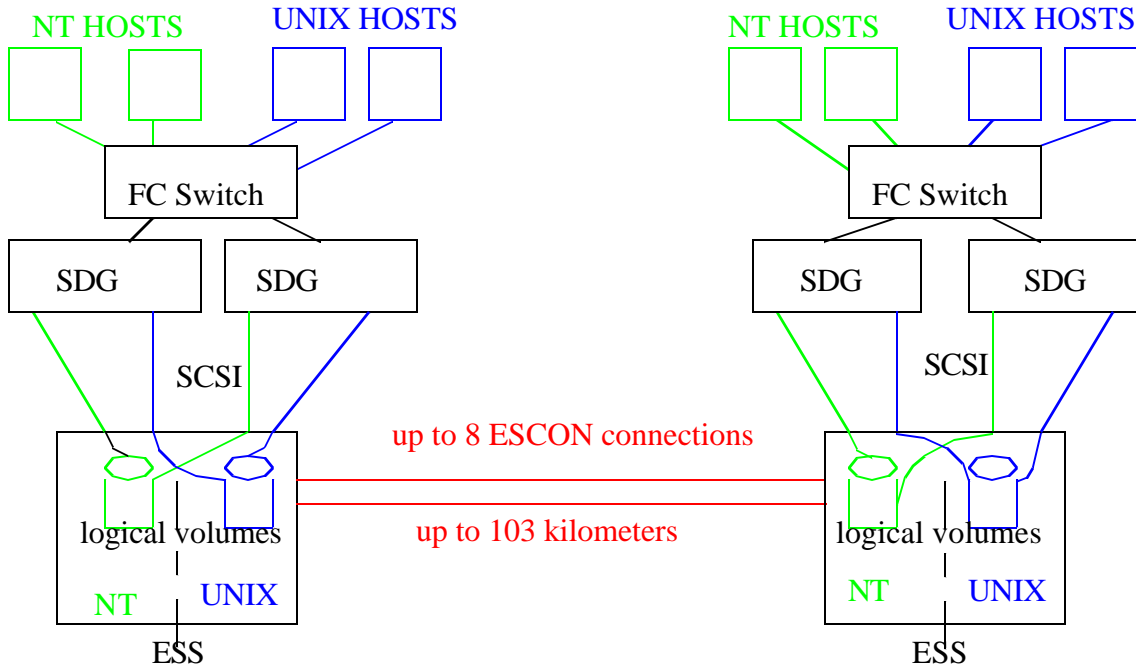 NT HOSTS
UNIX HOSTS
NT HOSTS
UNIX HOSTS
FC Switch
FC Switch
SDG
SDG
SDG
SDG
SCSI
SCSI
up to 8 ESCON connections
up to 103 kilometers
logical volumes
logical volumes
NT
UNIX
NT
UNIX
ESS
ESS